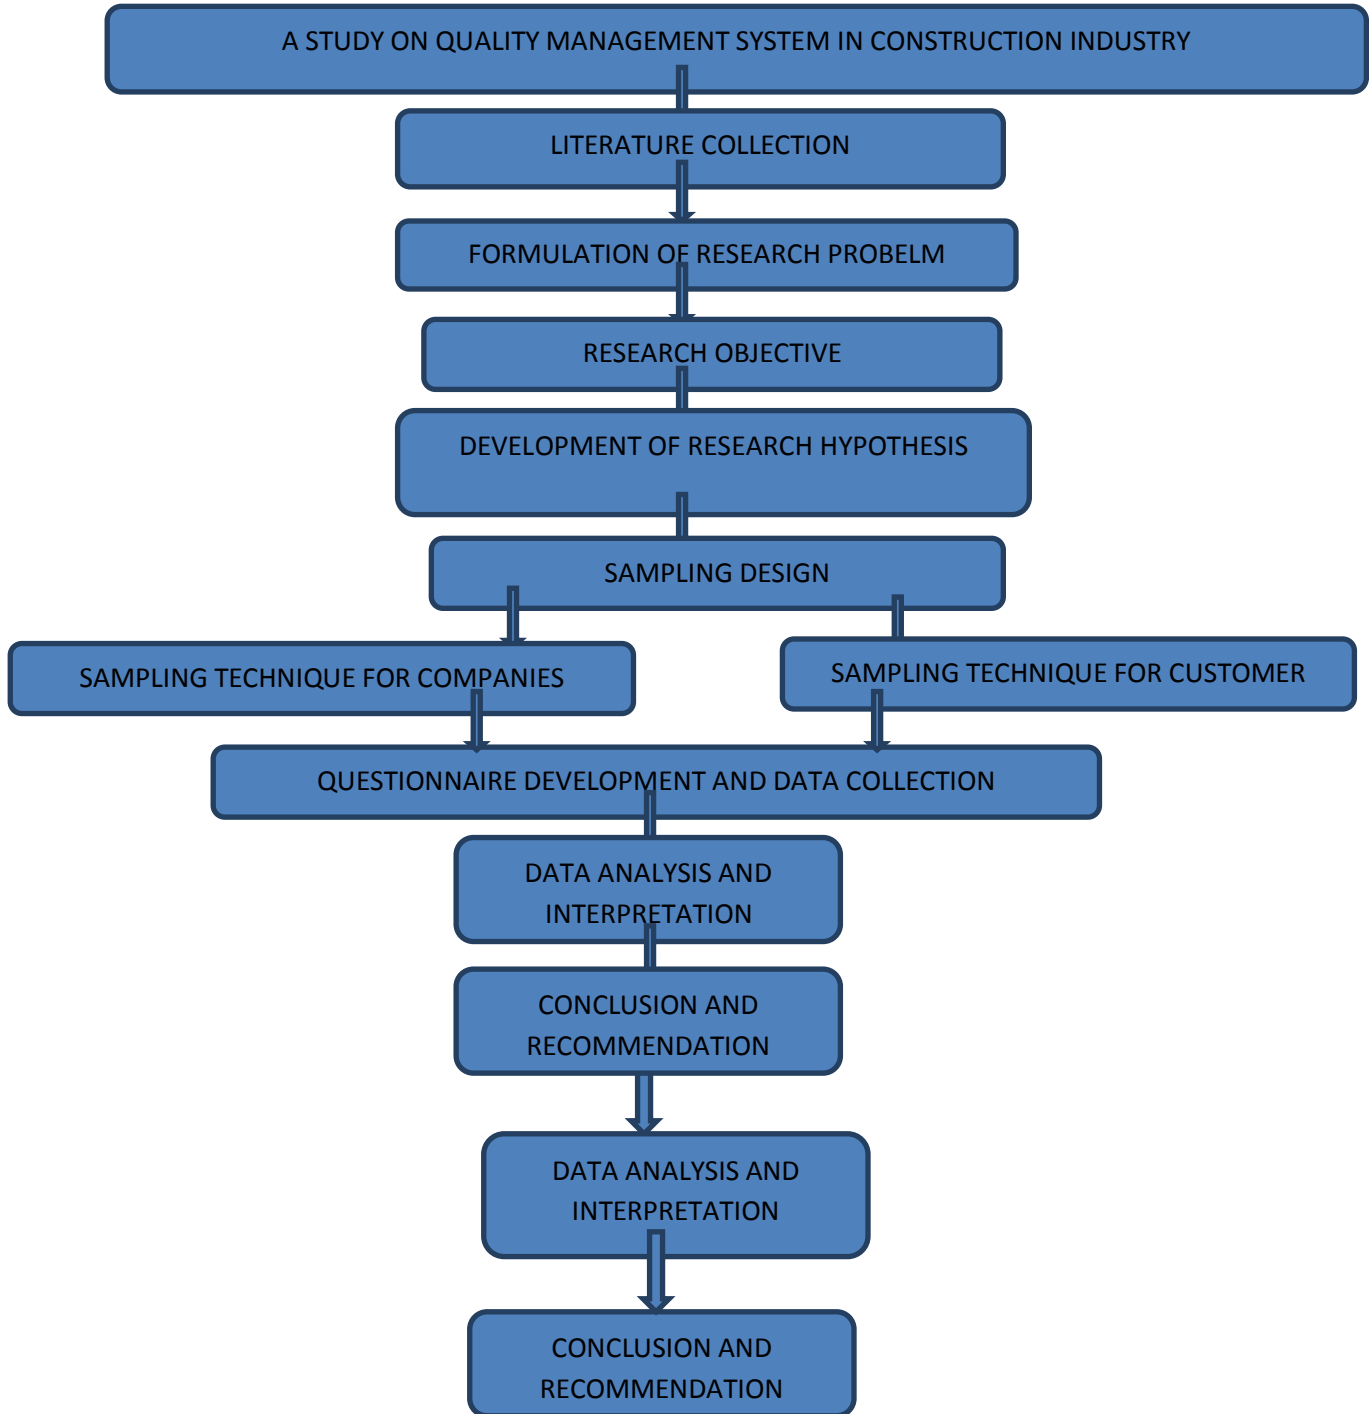 A STUDY ON QUALITY MANAGEMENT SYSTEM IN CONSTRUCTION INDUSTRY
LITERATURE COLLECTION
FORMULATION OF RESEARCH PROBELM
RESEARCH OBJECTIVE
DEVELOPMENT OF RESEARCH HYPOTHESIS
SAMPLING DESIGN
SAMPLING TECHNIQUE FOR COMPANIES
SAMPLING TECHNIQUE FOR CUSTOMER
QUESTIONNAIRE DEVELOPMENT AND DATA COLLECTION
DATA ANALYSIS AND
INTERPRETATION
CONCLUSION AND
RECOMMENDATION
DATA ANALYSIS AND
INTERPRETATION
CONCLUSION AND
RECOMMENDATION